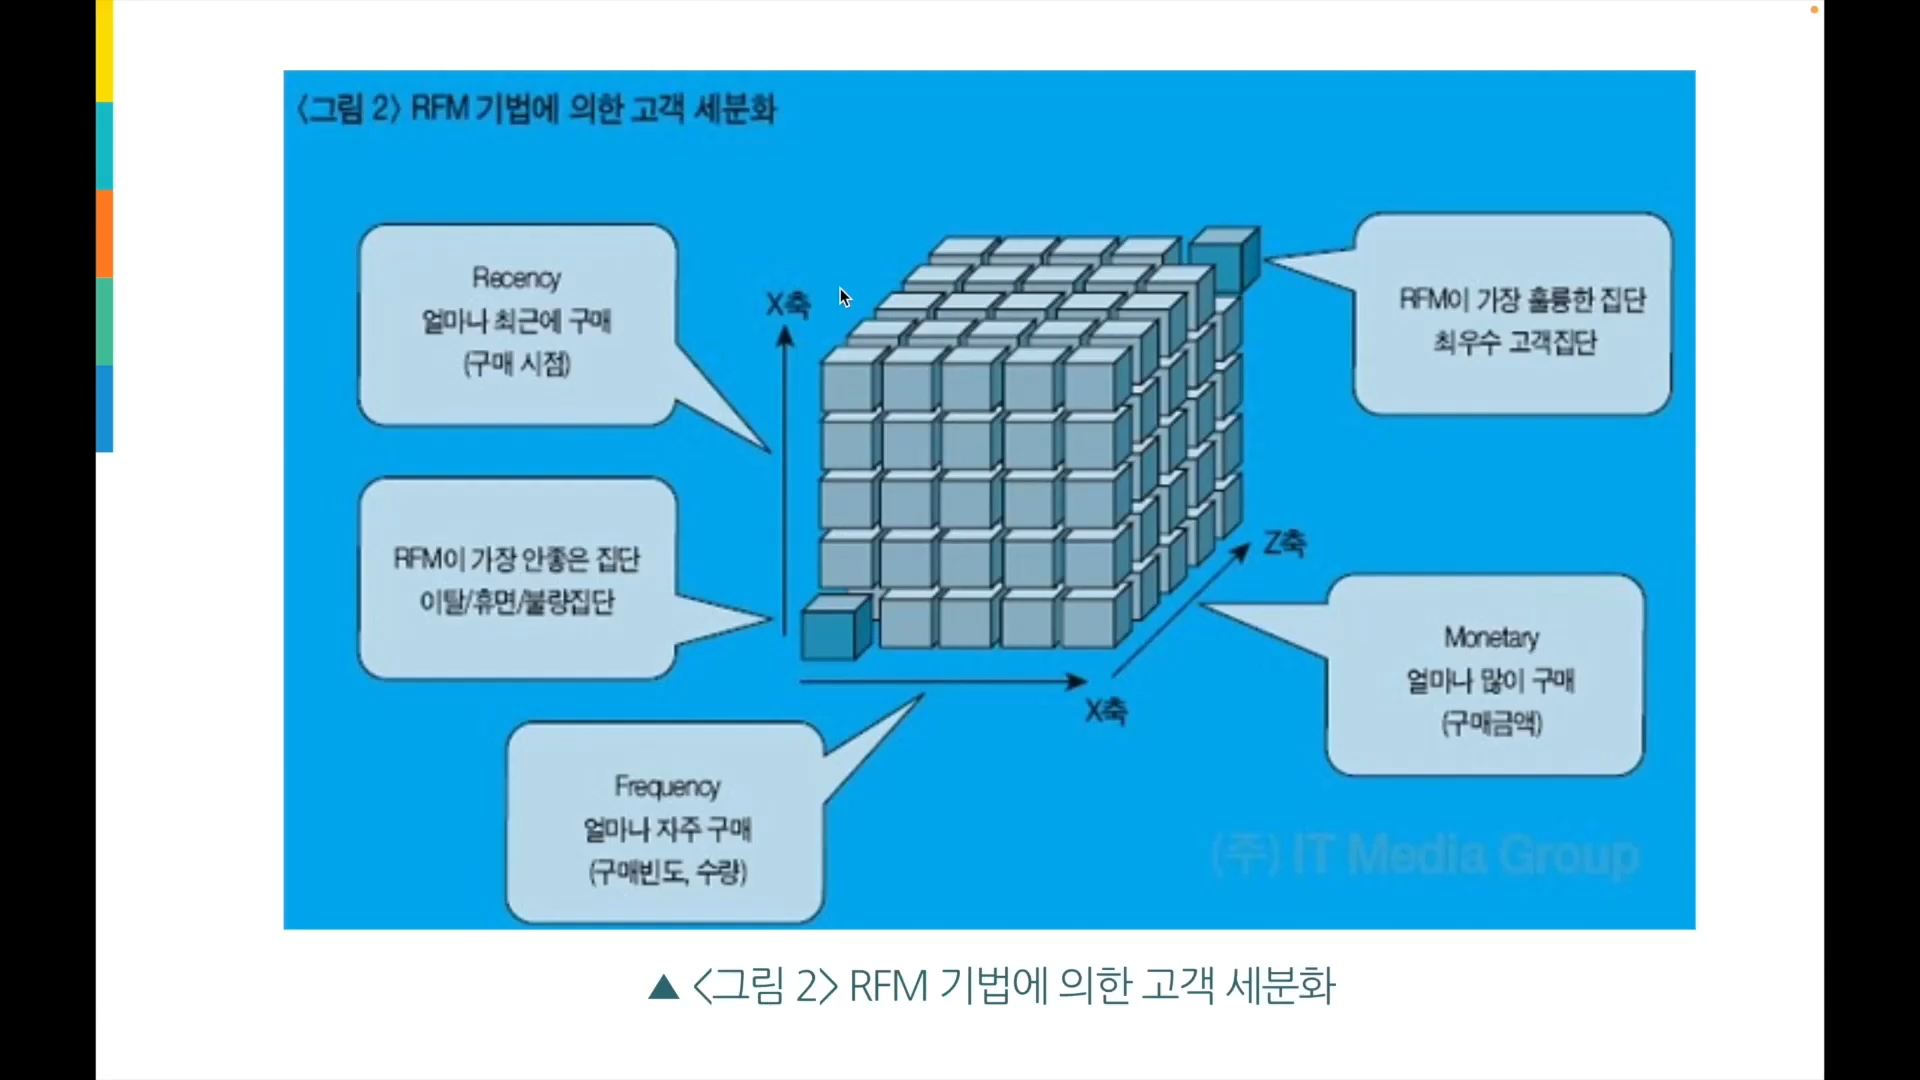 <그림 2> RFM 기법에 의한 고객 세분화
Recency
얼마나 최근에 구매
(구매 시점)
X축
RFM이 가장 훌륭한 집단
최우수 고객집단
RFM이 가장 안좋은 집단
이탈/휴면/불량집단
Z축
Monetary
얼마나 많이 구매
(구매금액)
X축
Frequency
얼마나 자주 구매
(구매빈도, 수량)
(주) IT Media Group
▲ <그림 2> RFM 기법에 의한 고객 세분화